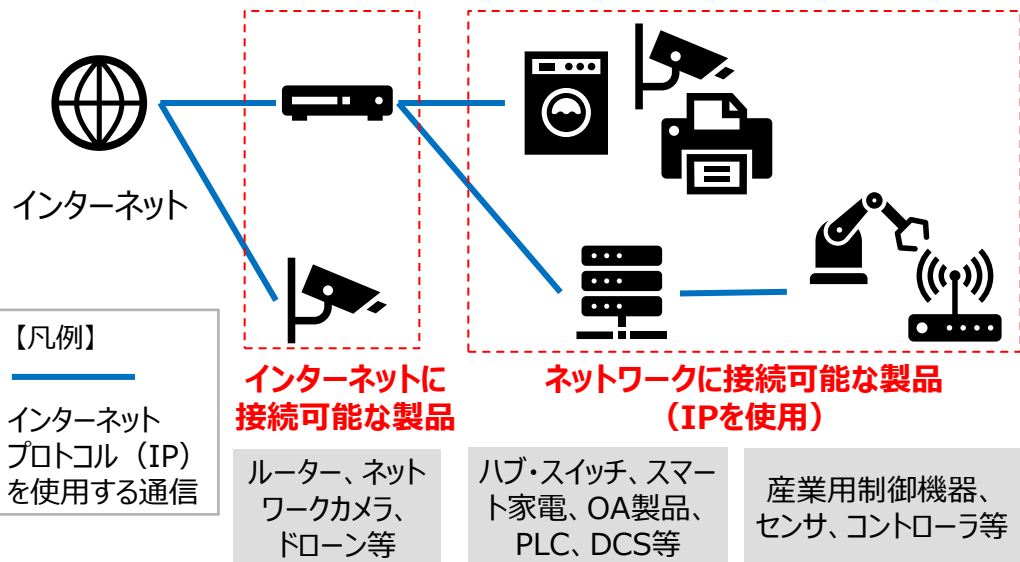 インターネット
【凡例】
インターネット
プロトコル（IP）
を使用する通信
インターネットに
接続可能な製品
ネットワークに接続可能な製品
（IPを使用）
ルーター、ネット
ワークカメラ、
ドローン等
ハブ・スイッチ、スマー
ト家電、OA製品、
PLC、DCS等
産業用制御機器、
センサ、コントローラ等